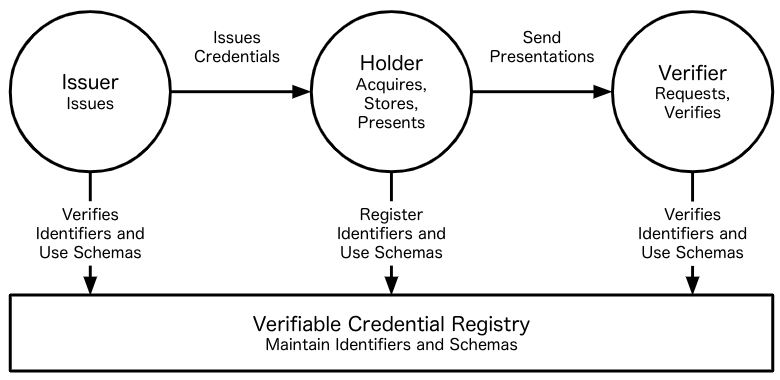 Issues
Credentials
Send
Presentations
Issuer
Issues
Holder
Acquires,
Stores,
Presents
Verifier
Requests,
Verifies
Verifies
Identifiers and
Use Schemas
Register
Identifiers and
Use Schemas
Verifies
Identifiers and
Use Schemas
Verifiable Credential Registry
Maintain Identifiers and Schemas